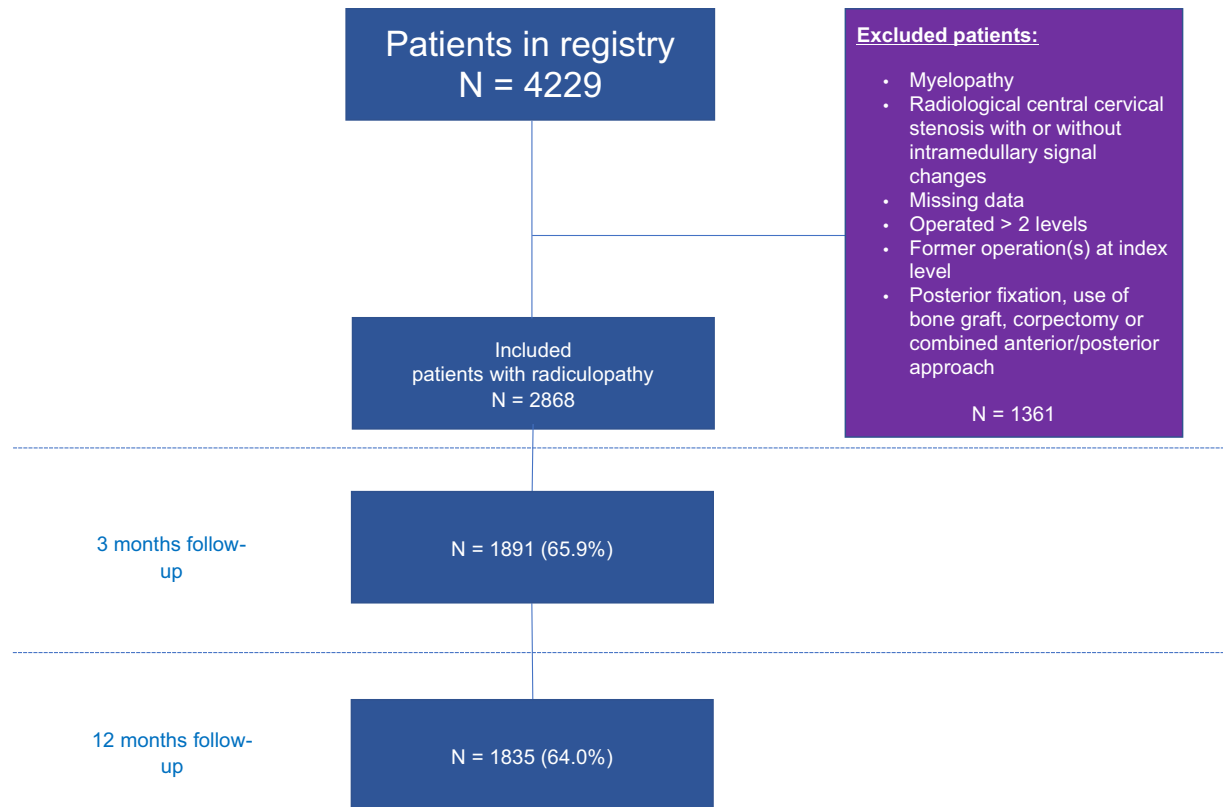 Patients in registry
N = 4229
Excluded patients:
• Myelopathy
• Radiological central cervical
stenosis with or without
intramedullary signal
changes
• Missing data
• Operated > 2 levels
• Former operation(s) at index
level
• Posterior fixation, use of
bone graft, corpectomy or
combined anterior/posterior
approach
N = 1361
Included
patients with radiculopathy
N = 2868
3 months follow-
up
N = 1891 (65.9%)
12 months follow-
up
N = 1835 (64.0%)